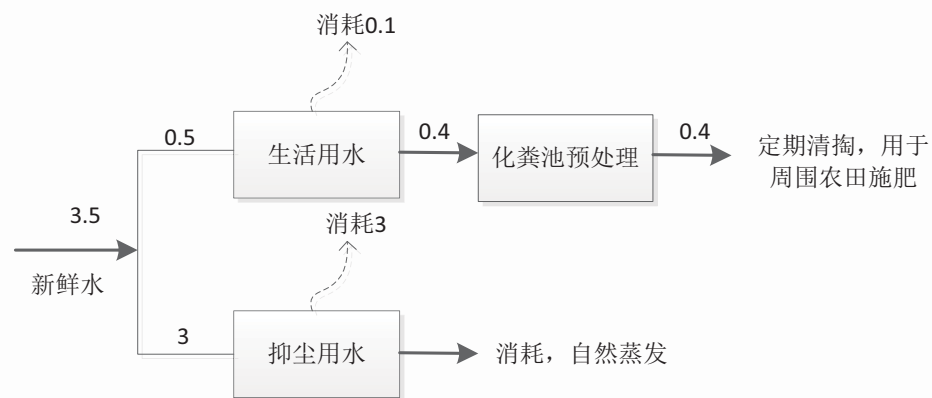 消耗0.1
0.5
生活用水
0.4
化粪池预处理
0.4
定期清掏，用于
周围农田施肥
3.5
新鲜水
消耗3
3
抑尘用水
消耗，自然蒸发